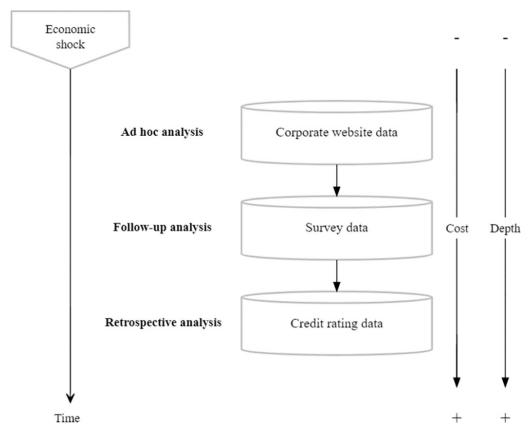 Economic
shock
-
-
Ad hoc analysis
Corporate website data
Follow-up analysis
Survey data
Cost
Depth
Retrospective analysis
Credit rating data
Time
+
+